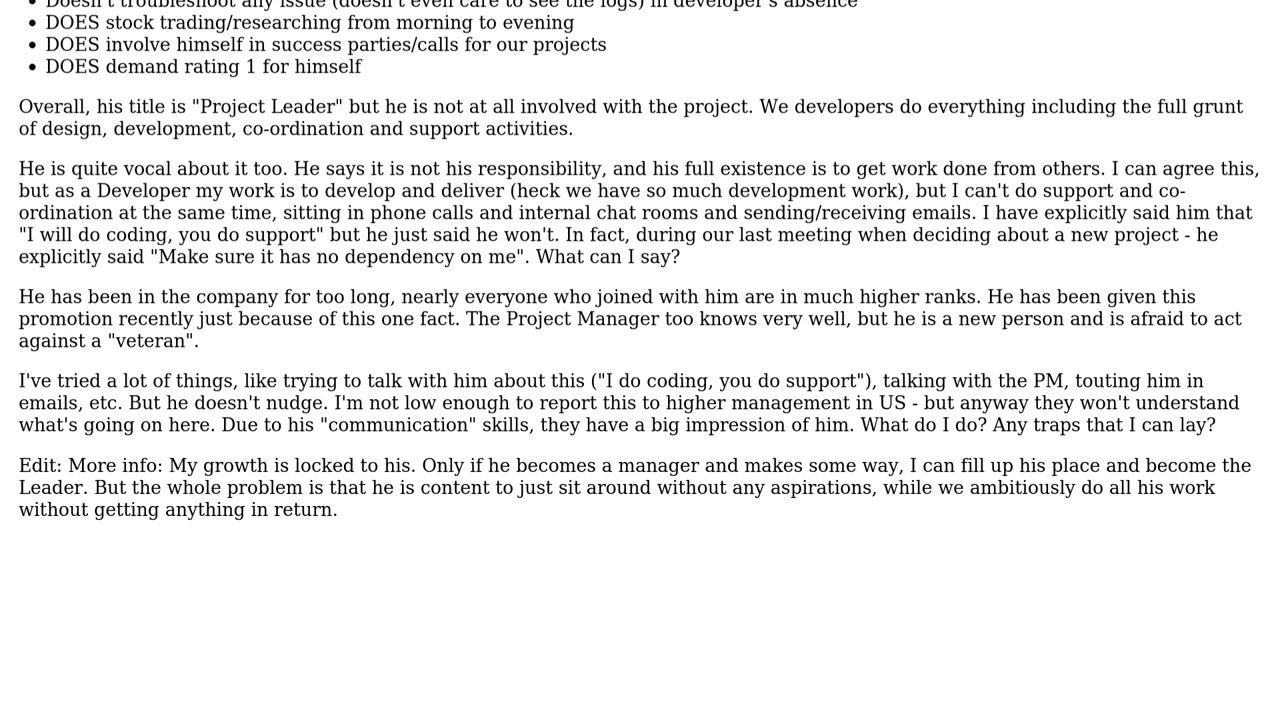 • Doesn't troubleshoot any issue (doesn't even care to see the logs) in developer's absence
• DOES stock trading/researching from morning to evening
• DOES involve himself in success parties/calls for our projects
• DOES demand rating 1 for himself
Overall, his title is "Project Leader" but he is not at all involved with the project. We developers do everything including the full grunt
of design, development, co-ordination and support activities.
He is quite vocal about it too. He says it is not his responsibility, and his full existence is to get work done from others. I can agree this,
but as a Developer my work is to develop and deliver (heck we have so much development work), but I can't do support and co-
ordination at the same time, sitting in phone calls and internal chat rooms and sending/receiving emails. I have explicitly said him that
"I will do coding, you do support" but he just said he won't. In fact, during our last meeting when deciding about a new project - he
explicitly said "Make sure it has no dependency on me". What can I say?
He has been in the company for too long, nearly everyone who joined with him are in much higher ranks. He has been given this
promotion recently just because of this one fact. The Project Manager too knows very well, but he is a new person and is afraid to act
against a "veteran".
I've tried a lot of things, like trying to talk with him about this ("I do coding, you do support"), talking with the PM, touting him in
emails, etc. But he doesn't nudge. I'm not low enough to report this to higher management in US - but anyway they won't understand
what's going on here. Due to his "communication" skills, they have a big impression of him. What do I do? Any traps that I can lay?
Edit: More info: My growth is locked to his. Only if he becomes a manager and makes some way, I can fill up his place and become the
Leader. But the whole problem is that he is content to just sit around without any aspirations, while we ambitiously do all his work
without getting anything in return.